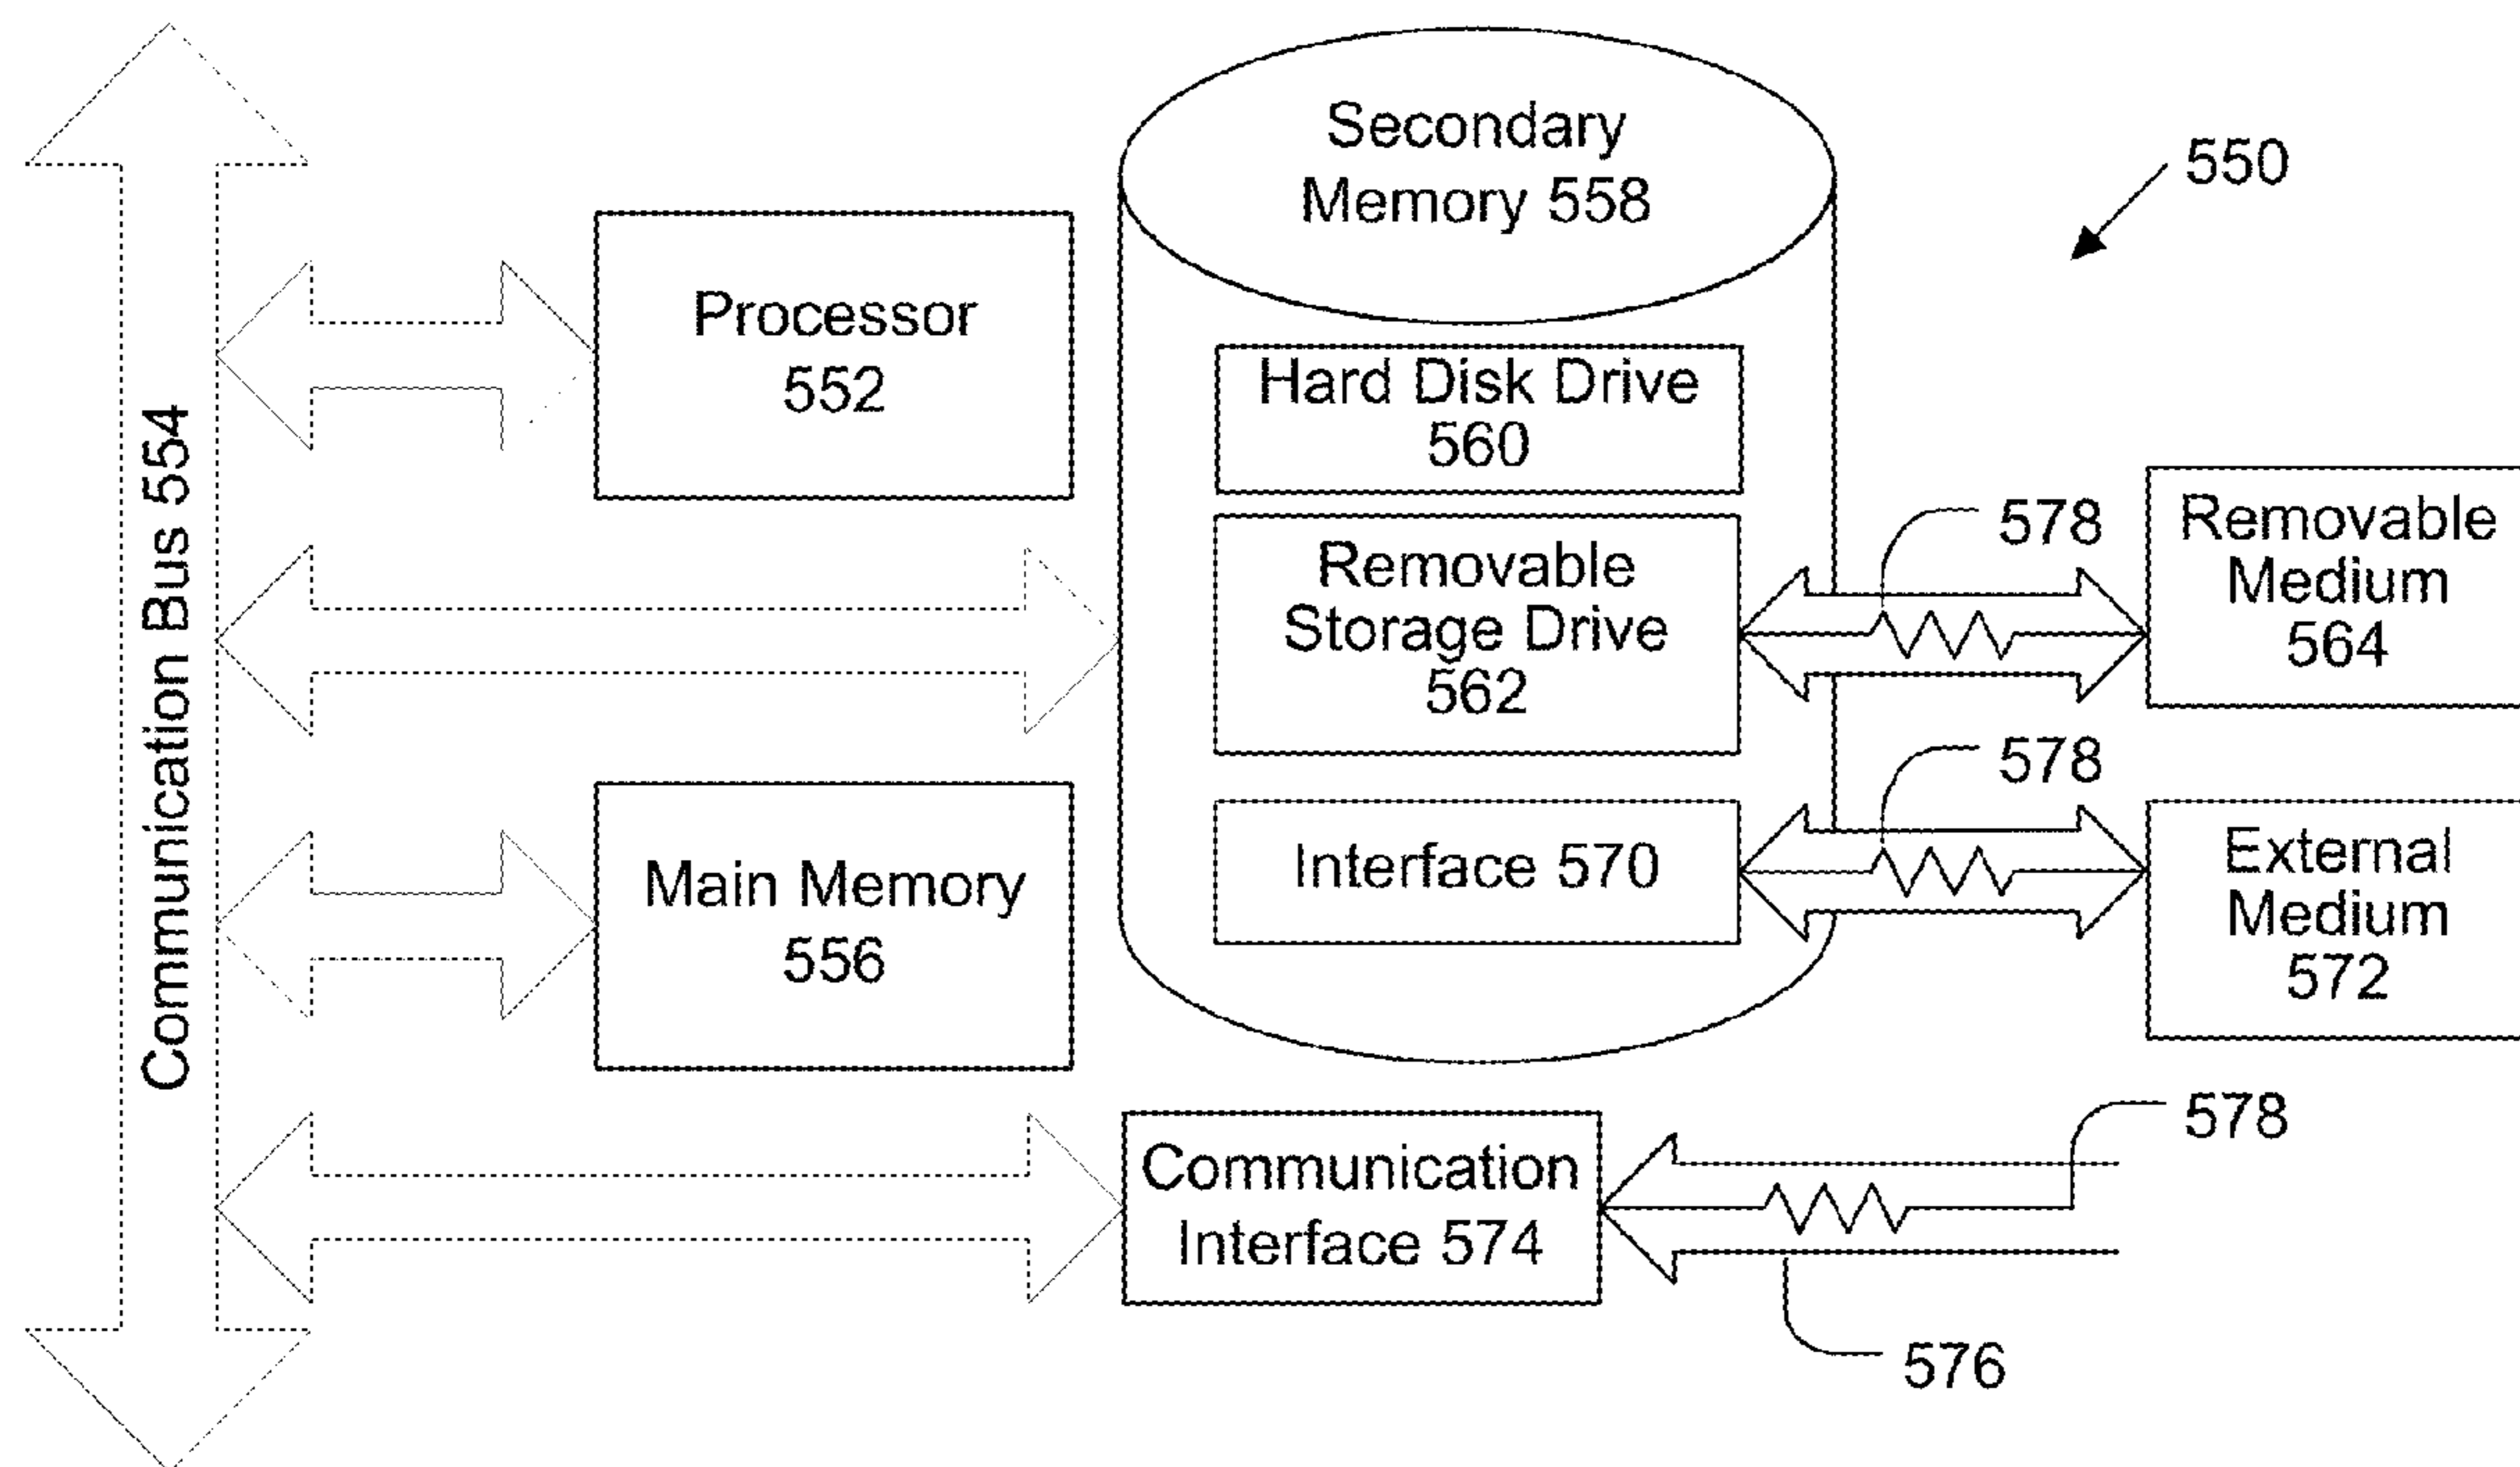 Secondary
Memory 558
550
Processor
552
Hard Disk Drive
560
Communication Bus 554
Removable
Storage Drive
562
578
Removable
Medium
564
578
Main Memory
556
Interface 570
External
Medium
572
578
Communication
Interface 574
576